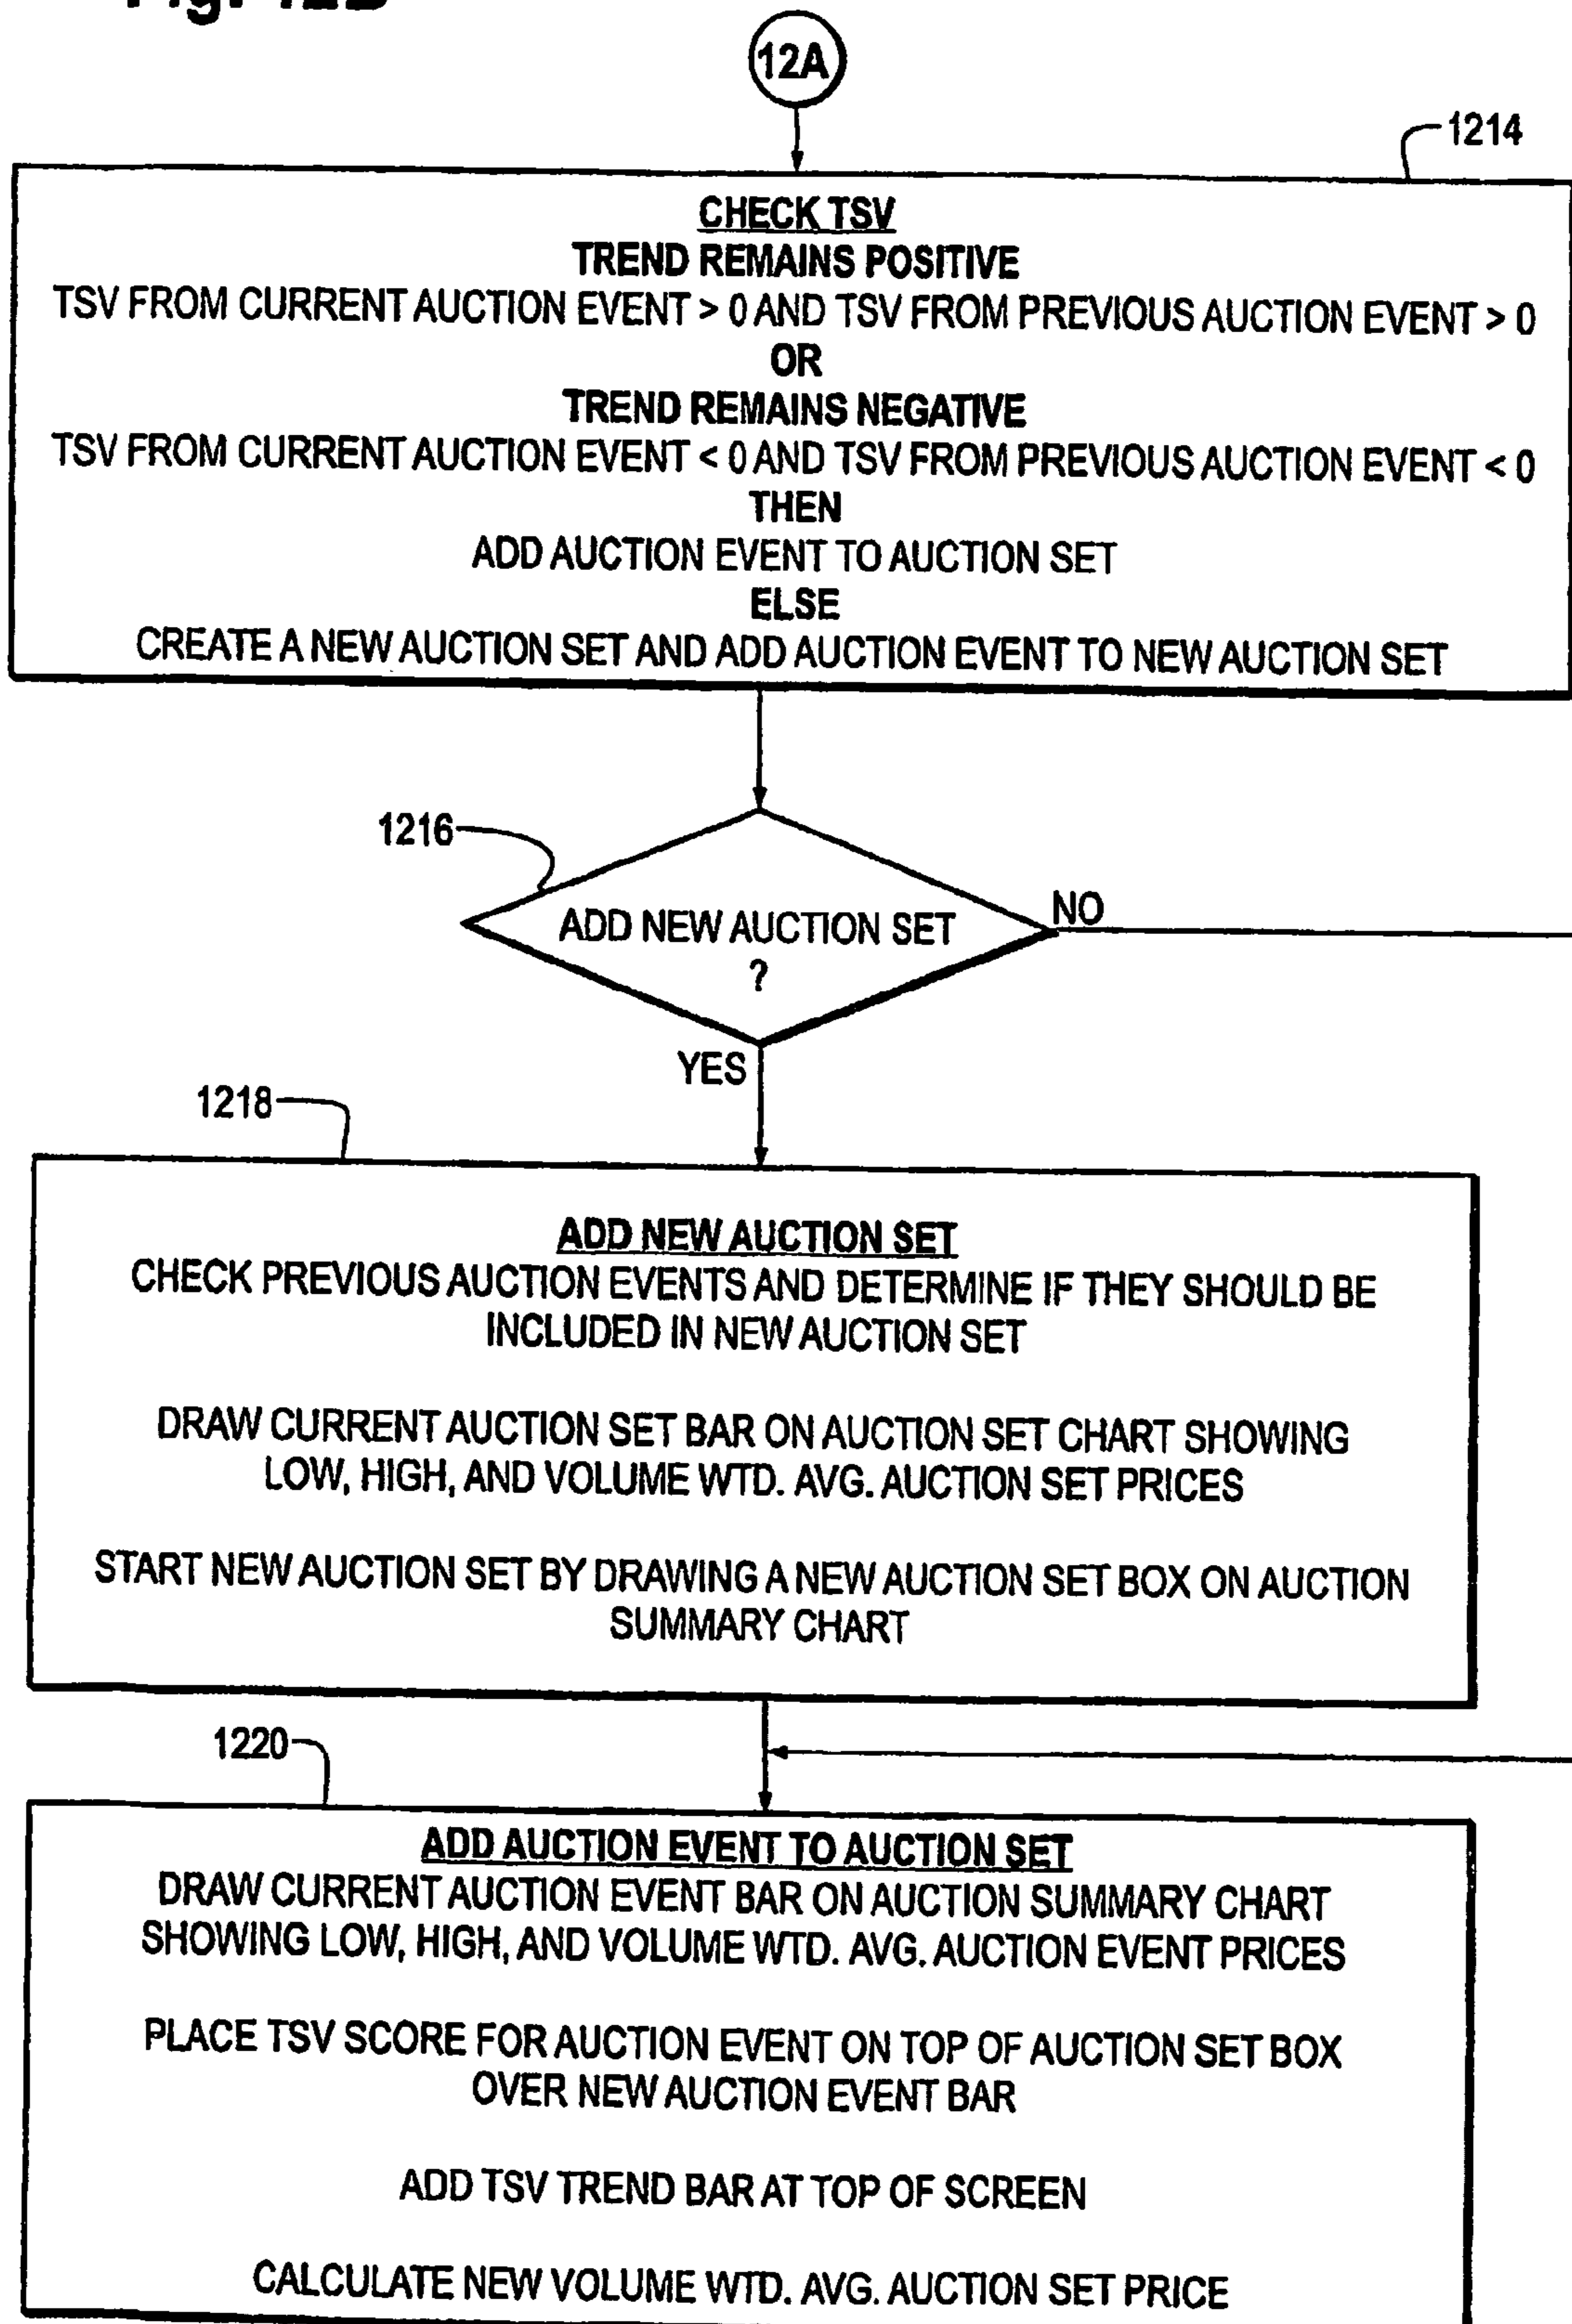 12A
1214
CHECK TSV
TREND REMAINS POSITIVE
TSV FROM CURRENT AUCTION EVENT > 0 AND TSV FROM PREVIOUS AUCTION EVENT > 0
OR
TREND REMAINS NEGATIVE
TSV FROM CURRENT AUCTION EVENT < 0 AND TSV FROM PREVIOUS AUCTION EVENT < 0
THEN
ADD AUCTION EVENT TO AUCTION SET
ELSE
CREATE A NEW AUCTION SET AND ADD AUCTION EVENT TO NEW AUCTION SET
1216
ADD NEW AUCTION SET
?
NO
YES
1218
ADD NEW AUCTION SET
CHECK PREVIOUS AUCTION EVENTS AND DETERMINE IF THEY SHOULD BE
INCLUDED IN NEW AUCTION SET
DRAW CURRENT AUCTION SET BAR ON AUCTION SET CHART SHOWING
LOW, HIGH, AND VOLUME WTD. AVG. AUCTION SET PRICES
START NEW AUCTION SET BY DRAWING A NEW AUCTION SET BOX ON AUCTION
SUMMARY CHART
1220
ADD AUCTION EVENT TO AUCTION SET
DRAW CURRENT AUCTION EVENT BAR ON AUCTION SUMMARY CHART
SHOWING LOW, HIGH, AND VOLUME WTD. AVG. AUCTION EVENT PRICES
PLACE TSV SCORE FOR AUCTION EVENT ON TOP OF AUCTION SET BOX
OVER NEW AUCTION EVENT BAR
ADD TSV TREND BAR AT TOP OF SCREEN
CALCULATE NEW VOLUME WTD. AVG. AUCTION SET PRICE